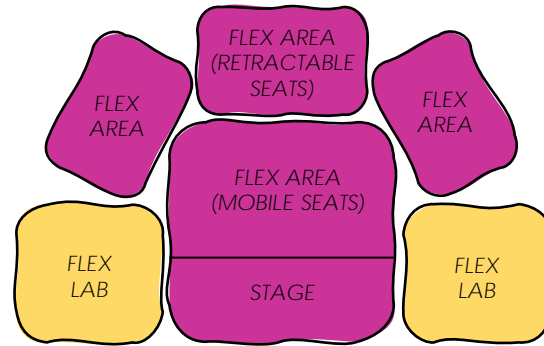 FLEX AREA
(RETRACTABLE
SEATS)
FLEX
AREA
FLEX
AREA
FLEX AREA
(MOBILE SEATS)
FLEX
LAB
STAGE
FLEX
LAB